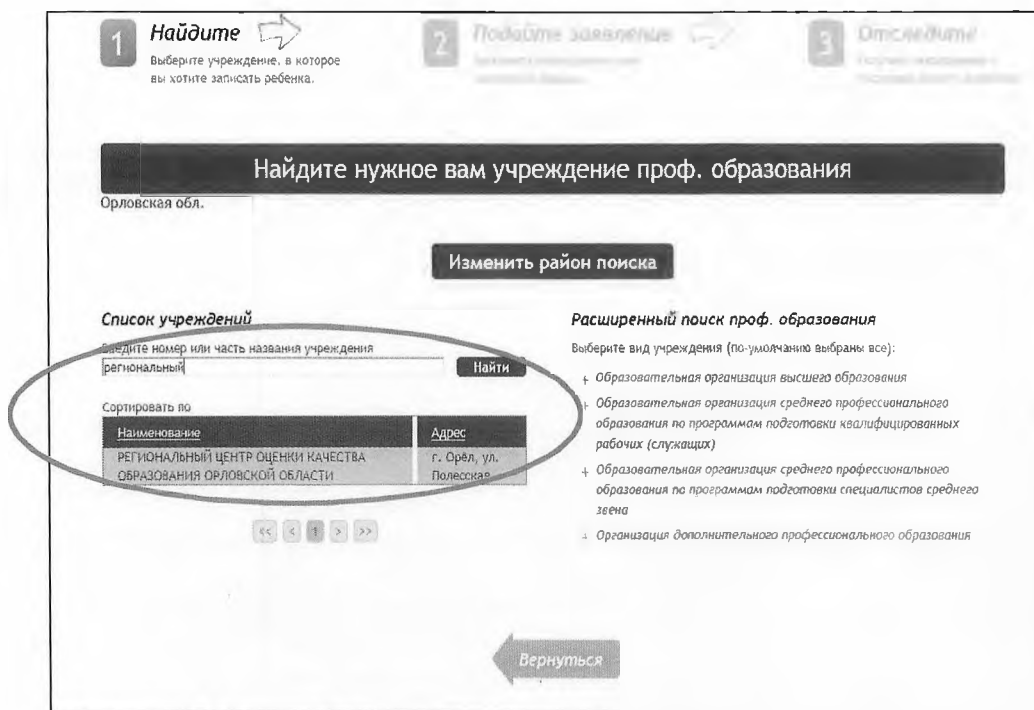 1 Найдите
Выберите учреждение, в которое
вы хотите записать ребенка.
2 Подайте заявление
3 Отследите
Найдите нужное вам учреждение проф. образования
Орловская обл.
Изменить район поиска
Список учреждений
Введите номер или часть названия учреждения
региональный Найти
Сортировать по
Наименование Адрес
РЕГИОНАЛЬНЫЙ ЦЕНТР ОЦЕНКИ КАЧЕСТВА г. Орёл, ул.
ОБРАЗОВАНИЯ ОРЛОВСКОЙ ОБЛАСТИ Полесская
<< < 1 > >>
Расширенный поиск проф. образования
Выберите вид учреждения (по-умолчанию выбраны все):
+ Образовательная организация высшего образования
+ Образовательная организация среднего профессионального
образования по программам подготовки квалифицированных
рабочих (служащих)
+ Образовательная организация среднего профессионального
образования по программам подготовки специалистов среднего
звена
+ Организация дополнительного профессионального образования
Вернуться